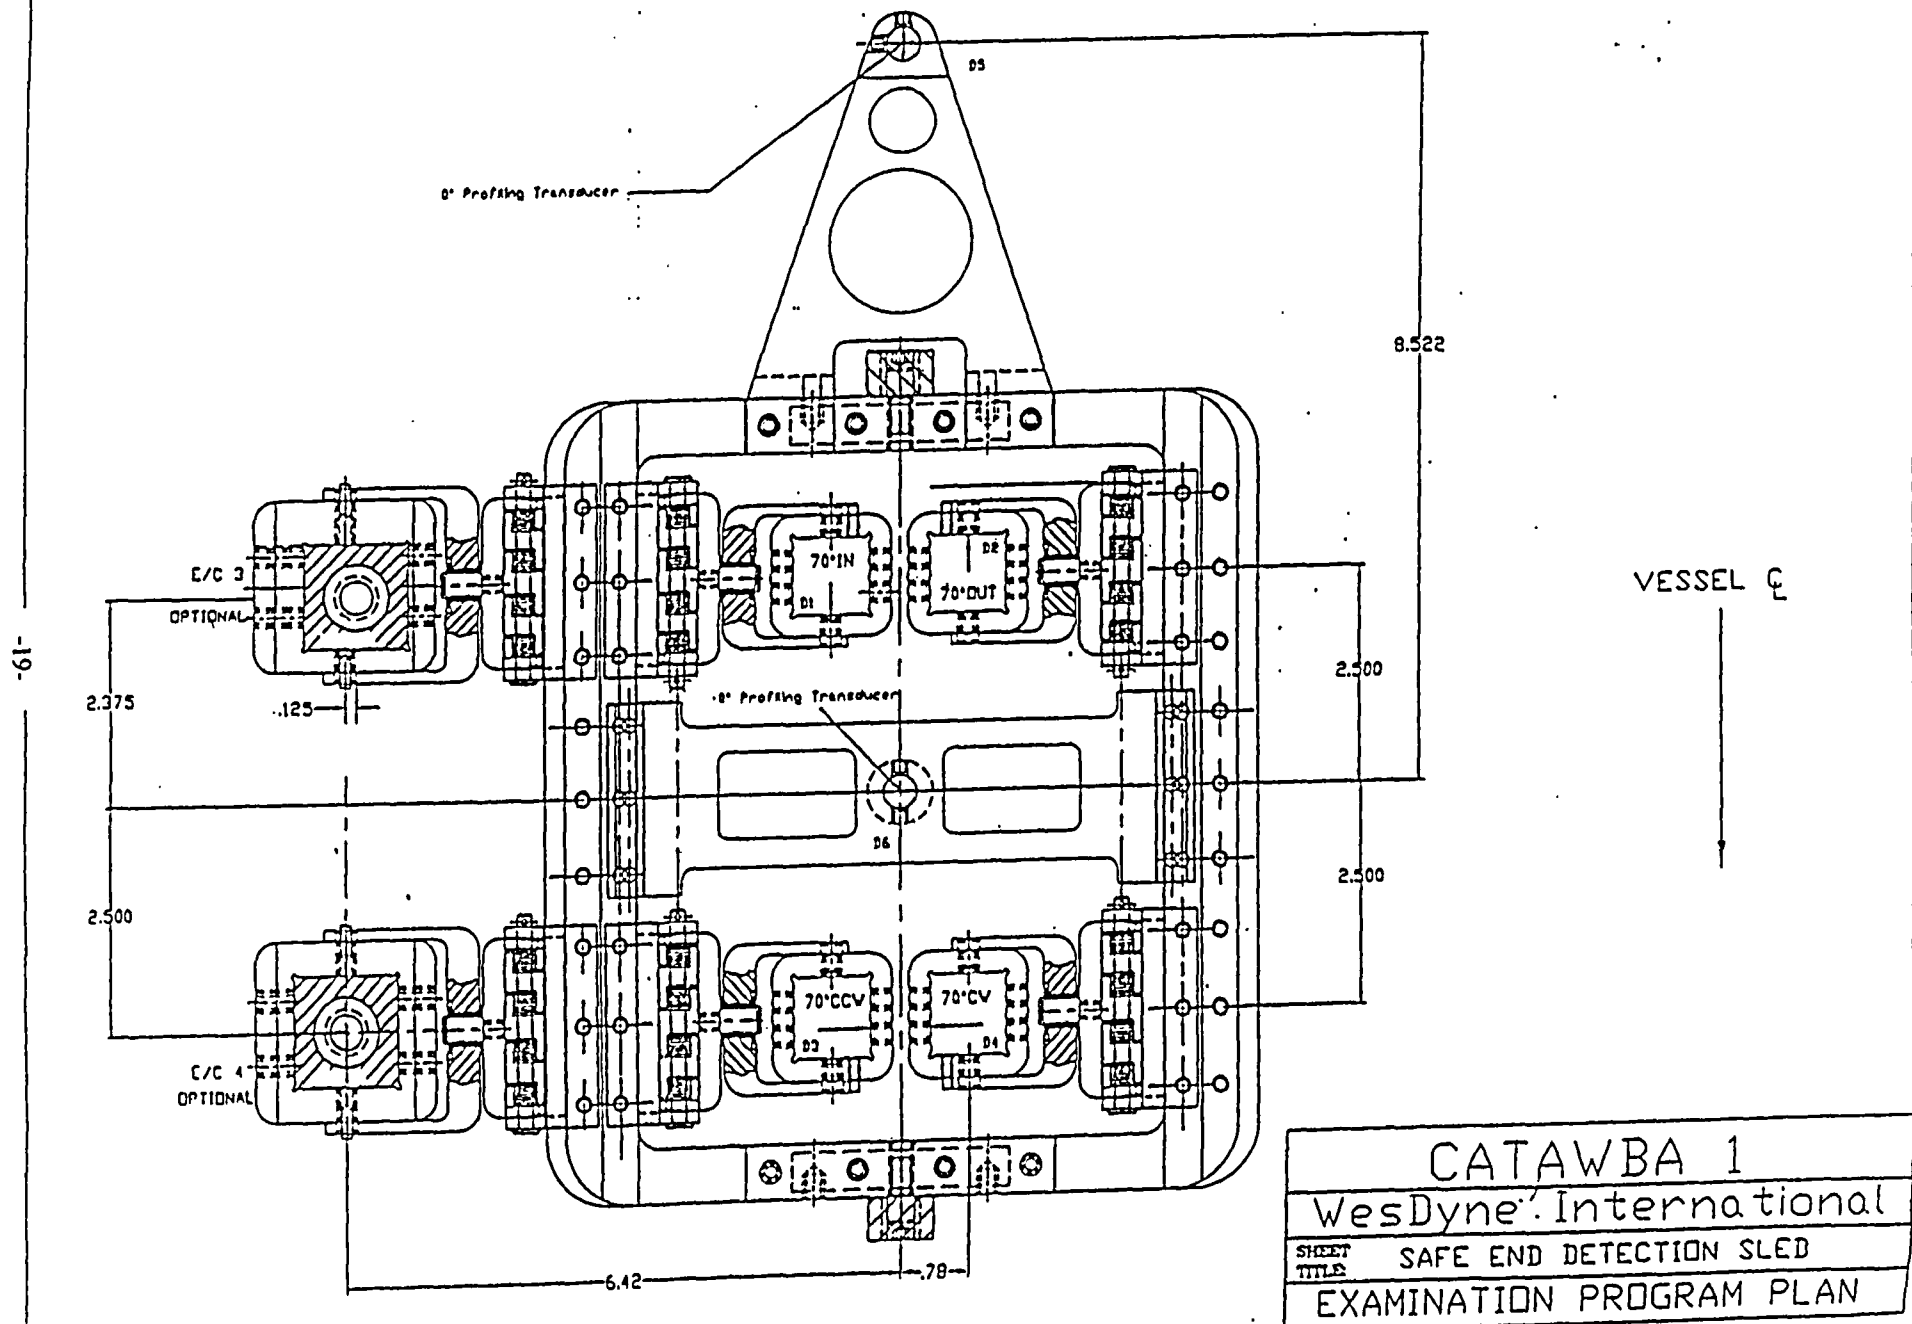 D5
0° Profiling Transducer
8.522
E/C 3
OPTIONAL
70°IN
D1
D2
70°OUT
VESSEL ℄
2.375
.125
2.500
0° Profiling Transducer
D6
2.500
2.500
E/C 4
OPTIONAL
70°CCW
D3
70°CW
D4
6.42
.78
-19-
CATAWBA 1
WesDyne International
SHEET TITLE: SAFE END DETECTION SLED
EXAMINATION PROGRAM PLAN